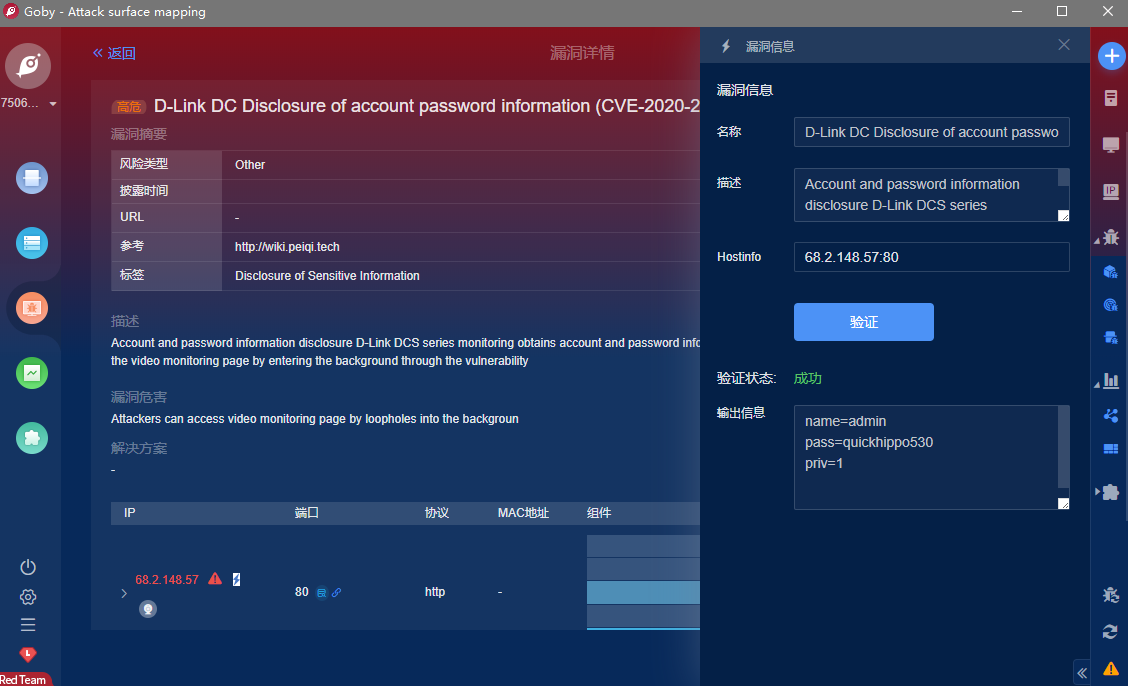 Goby - Attack surface mapping
7506...
返回
漏洞详情
高危 D-Link DC Disclosure of account password information (CVE-2020-2
漏洞摘要
风险类型 Other
披露时间
URL -
参考 http://wiki.peiqi.tech
标签 Disclosure of Sensitive Information
描述
Account and password information disclosure D-Link DCS series monitoring obtains account and password info
the video monitoring page by entering the background through the vulnerability
漏洞危害
Attackers can access video monitoring page by loopholes into the backgroun
解决方案
-
IP 端口 协议 MAC地址 组件
68.2.148.57 80 http -
Red Team
漏洞信息
漏洞信息
名称 D-Link DC Disclosure of account passwo
描述 Account and password information
disclosure D-Link DCS series
Hostinfo 68.2.148.57:80
验证
验证状态: 成功
输出信息 name=admin
pass=quickhippo530
priv=1
IP